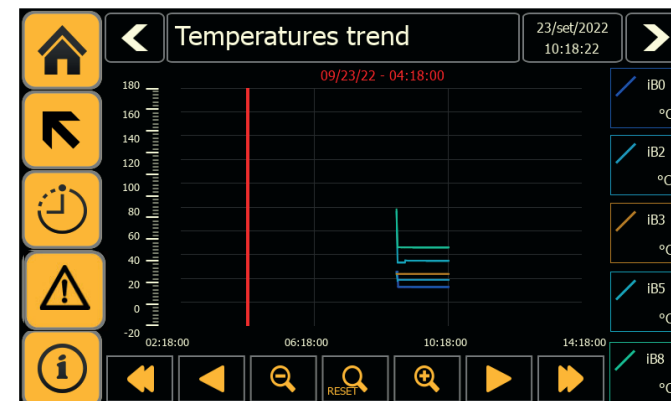 Temperatures trend
23/set/2022
10:18:22
09/23/22 - 04:18:00
180
160
140
120
100
80
60
40
20
0
-20
02:18:00
06:18:00
10:18:00
14:18:00
iB0
°C
iB2
°C
iB3
°C
iB5
°C
iB8
°C
RESET